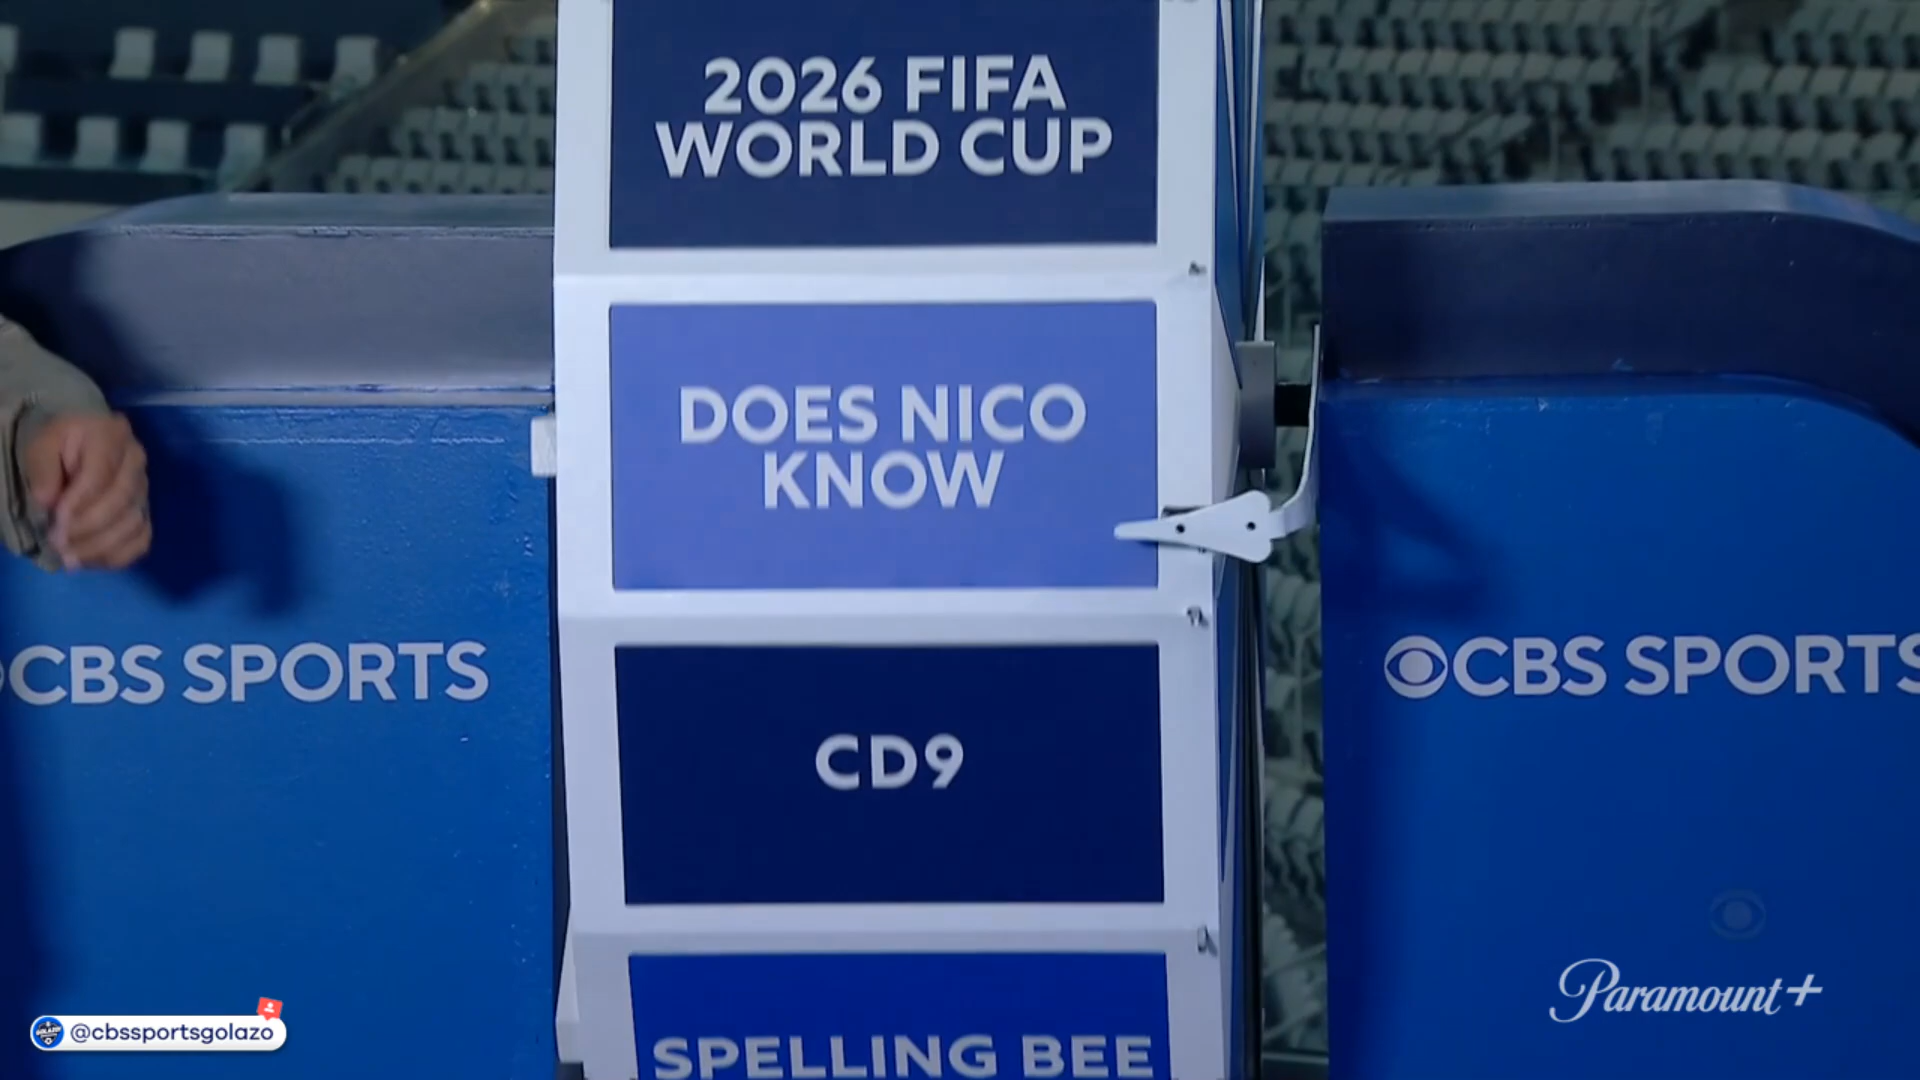 2026 FIFA
WORLD CUP
DOES NICO
KNOW
CD9
SPELLING BEE
CBS SPORTS
CBS SPORTS
Paramount+
@cbssportsgolazo